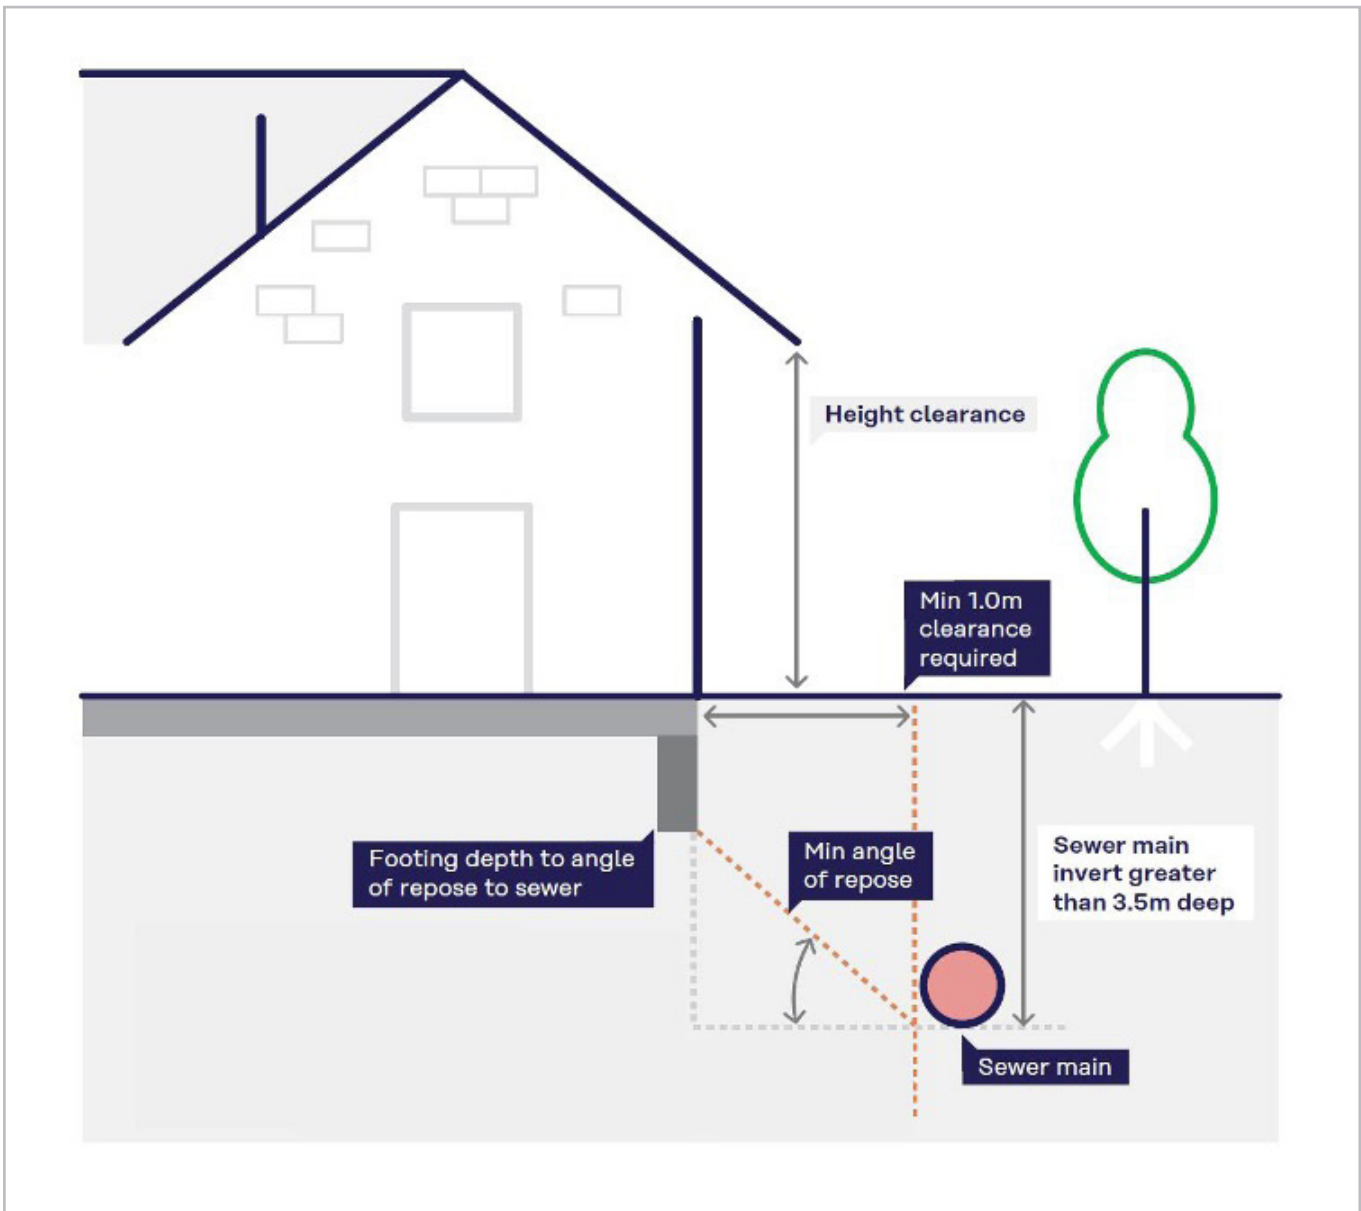 Height clearance
Min 1.0m
clearance
required
Footing depth to angle
of repose to sewer
Min angle
of repose
Sewer main
invert greater
than 3.5m deep
Sewer main